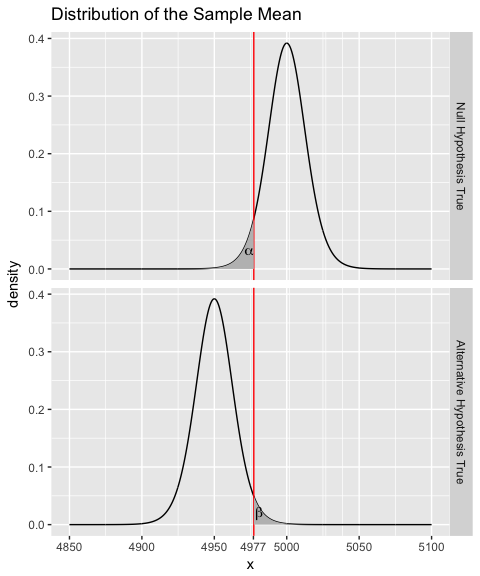 Distribution of the Sample Mean
density
0.4
0.3
0.2
0.1
0.0
α
Null Hypothesis True
0.4
0.3
0.2
0.1
0.0
β
Alternative Hypothesis True
4850 4900 4950 4977 5000 5050 5100
x